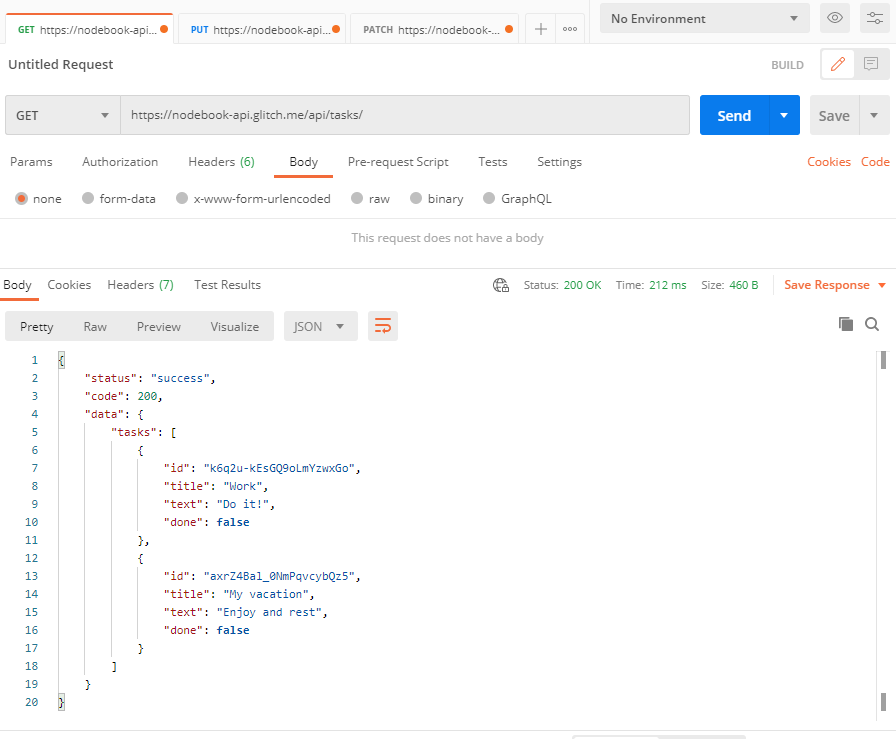 GET https://nodebook-api... PUT https://nodebook-api... PATCH https://nodebook-... + ooo No Environment
Untitled Request BUILD
GET https://nodebook-api.glitch.me/api/tasks/ Send Save
Params Authorization Headers (6) Body Pre-request Script Tests Settings Cookies Code
none form-data x-www-form-urlencoded raw binary GraphQL
This request does not have a body
Body Cookies Headers (7) Test Results Status: 200 OK Time: 212 ms Size: 460 B Save Response
Pretty Raw Preview Visualize JSON
1 {
2 "status": "success",
3 "code": 200,
4 "data": {
5 "tasks": [
6 {
7 "id": "k6q2u-kEsGQ9oLmYzwxGo",
8 "title": "Work",
9 "text": "Do it!",
10 "done": false
11 },
12 {
13 "id": "axrZ4Bal_0NmPqvcybQz5",
14 "title": "My vacation",
15 "text": "Enjoy and rest",
16 "done": false
17 }
18 ]
19 }
20 }